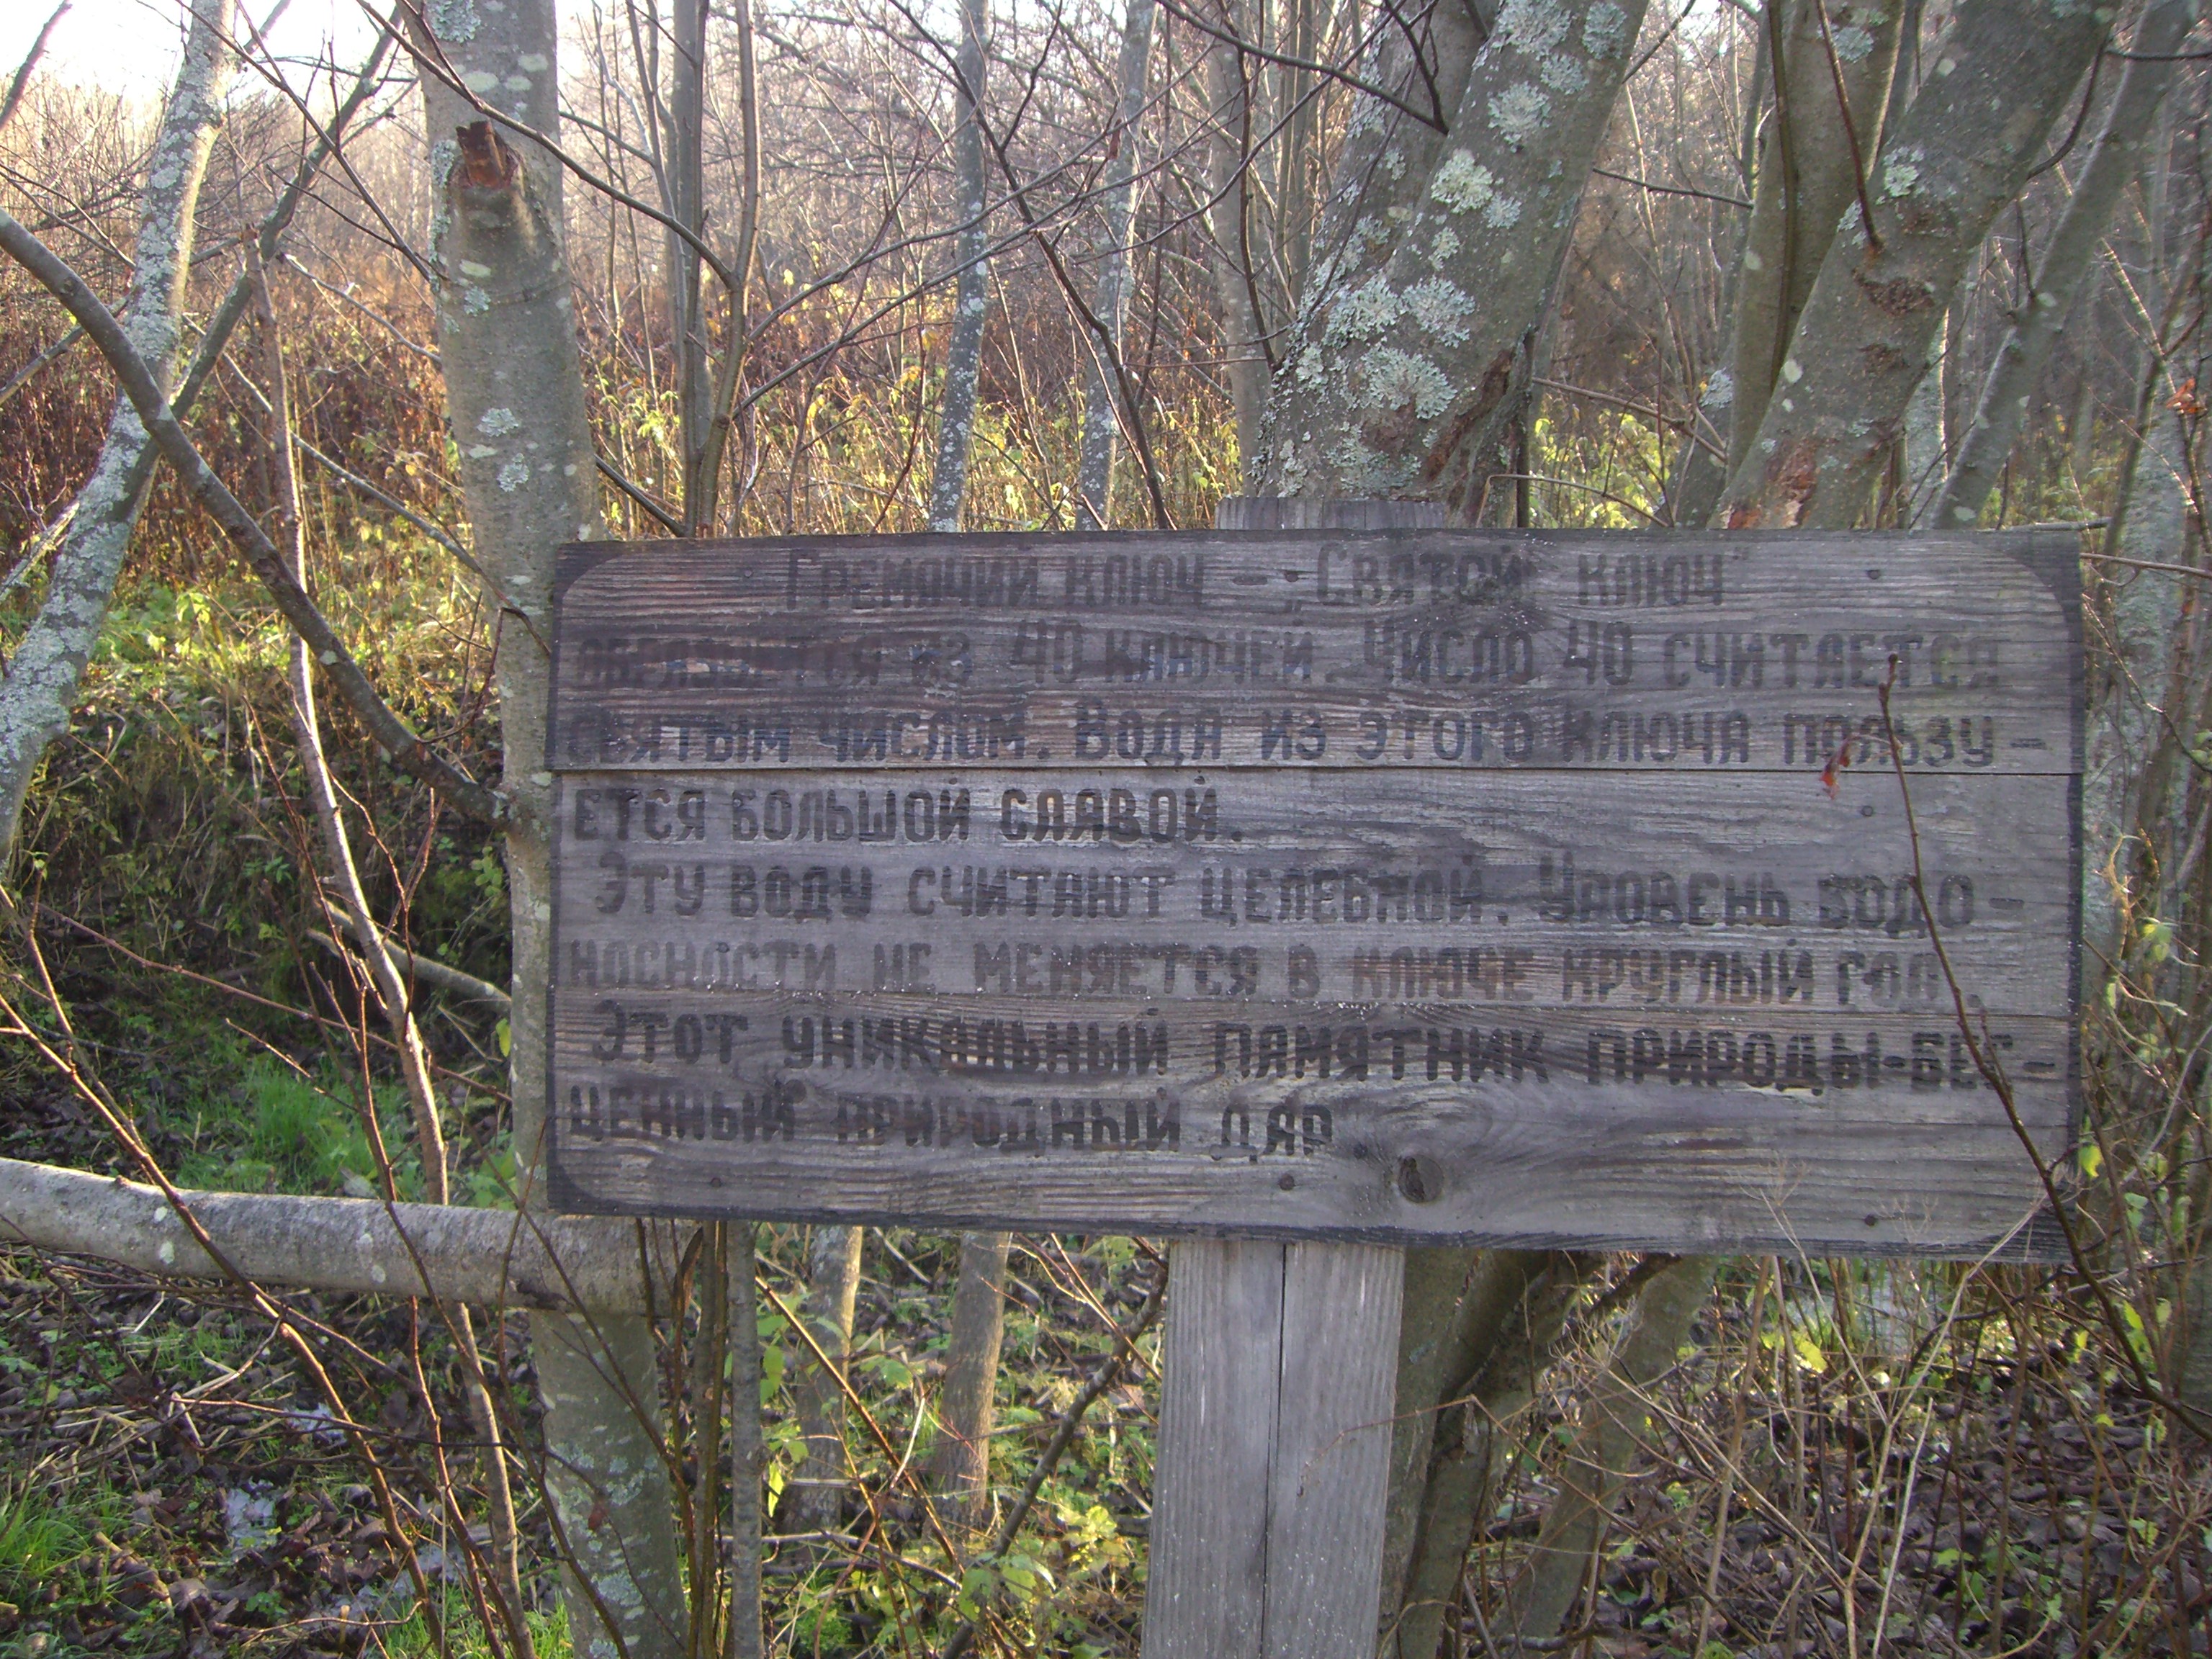 Гремячий ключ - „Святой ключ"
образуется из 40 ключей. Число 40 считается
святым числом. Вода из этого ключа пользу-
ется большой славой.
Эту воду считают целебной. Уровень водо-
носности не меняется в ключе круглый год.
Этот уникальный памятник природы-бес-
ценный природный дар